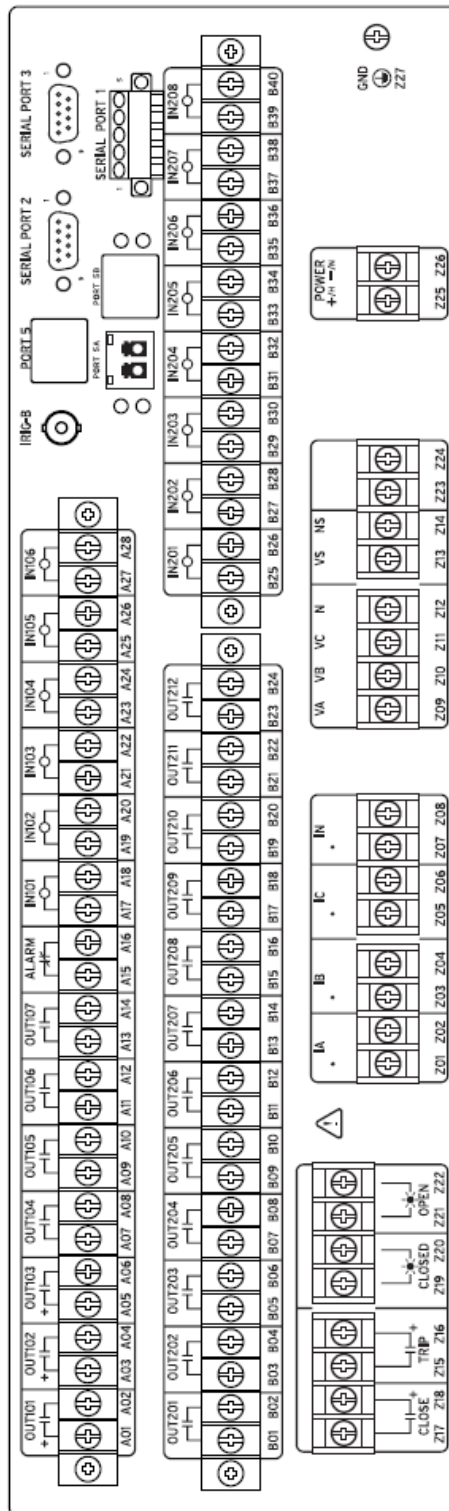 IRIG-B PORT 5 SERIAL PORT 2 SERIAL PORT 3
OUT101 OUT102 OUT103 OUT104 OUT105 OUT106 OUT107 ALARM IN101 IN102 IN103 IN104 IN105 IN106
+ + +
PORT 5A PORT 5B SERIAL PORT 1
A01 A02 A03 A04 A05 A06 A07 A08 A09 A10 A11 A12 A13 A14 A15 A16 A17 A18 A19 A20 A21 A22 A23 A24 A25 A26 A27 A28
OUT201 OUT202 OUT203 OUT204 OUT205 OUT206 OUT207 OUT208 OUT209 OUT210 OUT211 OUT212 IN201 IN202 IN203 IN204 IN205 IN206 IN207 IN208
B01 B02 B03 B04 B05 B06 B07 B08 B09 B10 B11 B12 B13 B14 B15 B16 B17 B18 B19 B20 B21 B22 B23 B24 B25 B26 B27 B28 B29 B30 B31 B32 B33 B34 B35 B36 B37 B38 B39 B40
IA IB IC IN VA VB VC N VS NS POWER GND
+/H −/N
Z17 Z18 Z15 Z16 Z19 Z20 Z21 Z22
+ +
CLOSE TRIP CLOSED OPEN
Z01 Z02 Z03 Z04 Z05 Z06 Z07 Z08 Z09 Z10 Z11 Z12 Z13 Z14 Z23 Z24 Z25 Z26 Z27